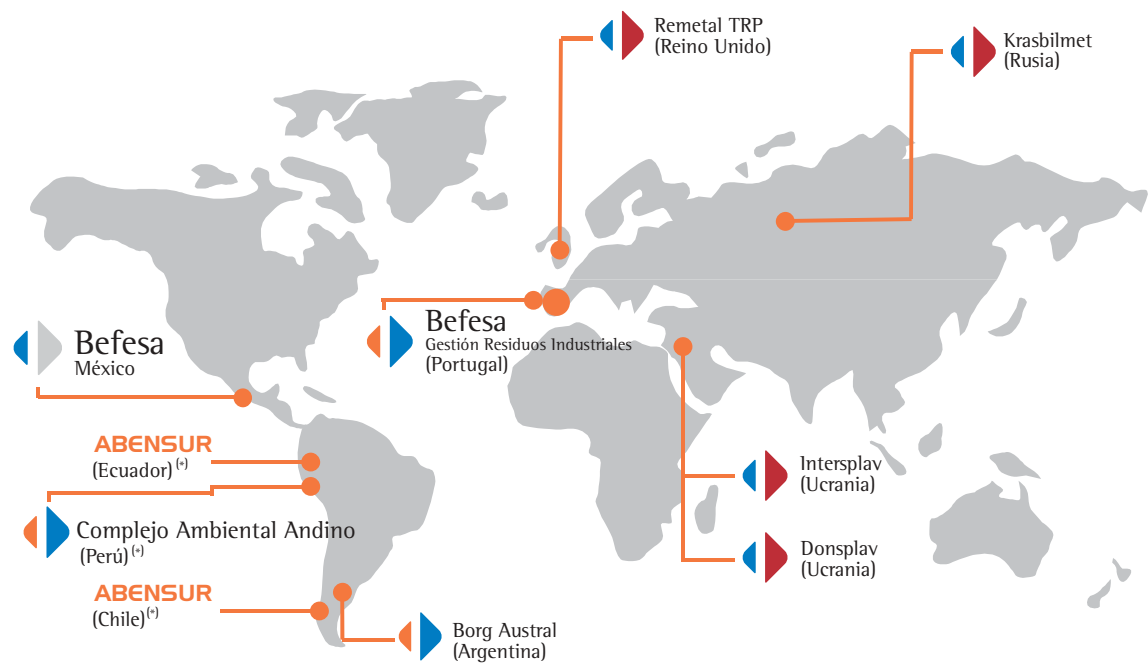 Remetal TRP
(Reino Unido)
Krasbilmet
(Rusia)
Befesa
México
Befesa
Gestión Residuos Industriales
(Portugal)
ABENSUR
(Ecuador) (*)
Complejo Ambiental Andino
(Perú) (*)
ABENSUR
(Chile) (*)
Borg Austral
(Argentina)
Intersplav
(Ucrania)
Donsplav
(Ucrania)